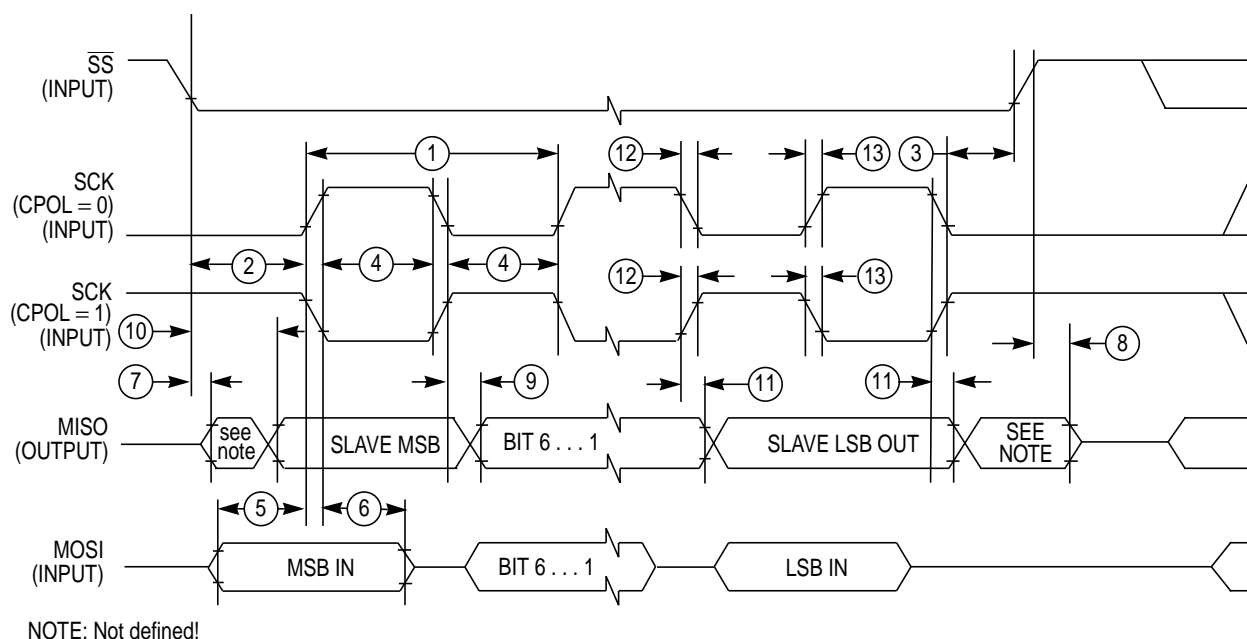 SS
(INPUT)
1
12
13
3
SCK
(CPOL = 0)
(INPUT)
2
4
4
12
13
SCK
(CPOL = 1)
(INPUT)
10
8
7
9
11
11
MISO
(OUTPUT)
see
note
SLAVE MSB
BIT 6 . . . 1
SLAVE LSB OUT
SEE
NOTE
5
6
MOSI
(INPUT)
MSB IN
BIT 6 . . . 1
LSB IN
NOTE: Not defined!